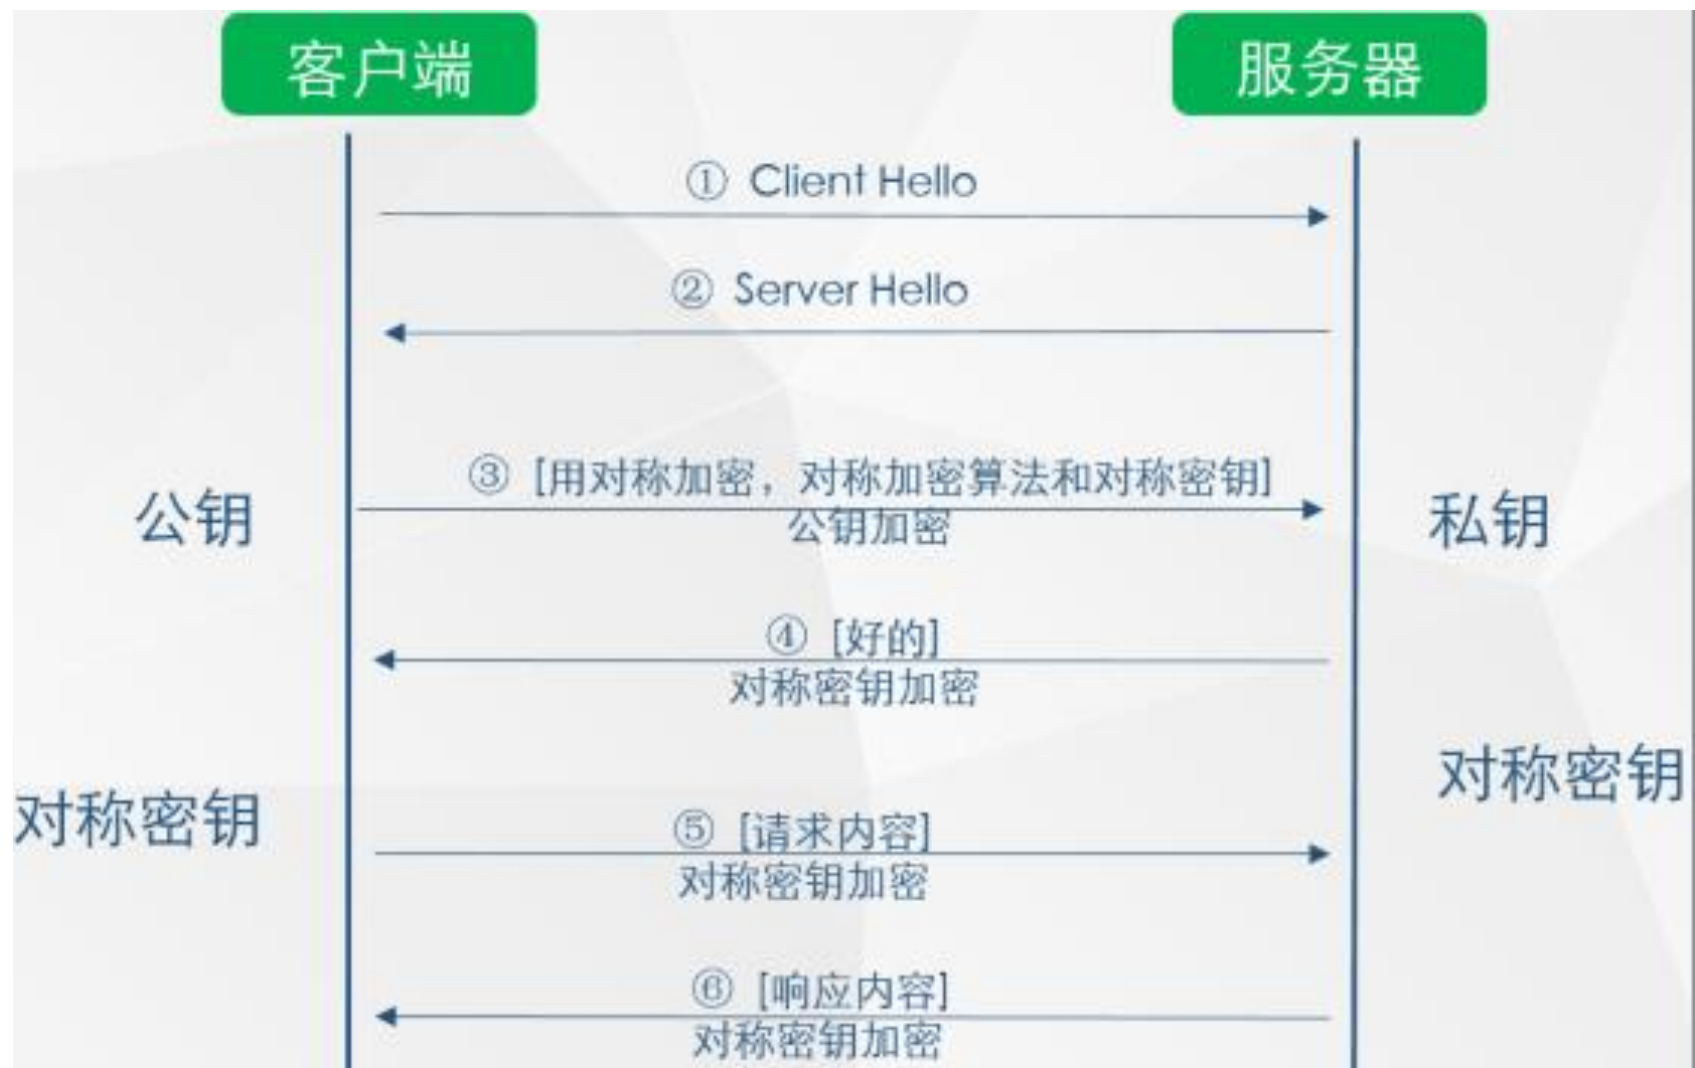 客户端
服务器
① Client Hello
② Server Hello
③ [用对称加密，对称加密算法和对称密钥]
公钥加密
公钥
私钥
④ [好的]
对称密钥加密
对称密钥
对称密钥
⑤ [请求内容]
对称密钥加密
⑥ [响应内容]
对称密钥加密